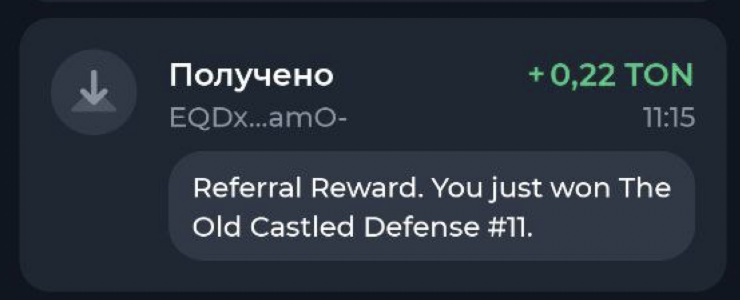 Получено
+0,22 TON
EQDx...amO-
11:15
Referral Reward. You just won The
Old Castled Defense #11.